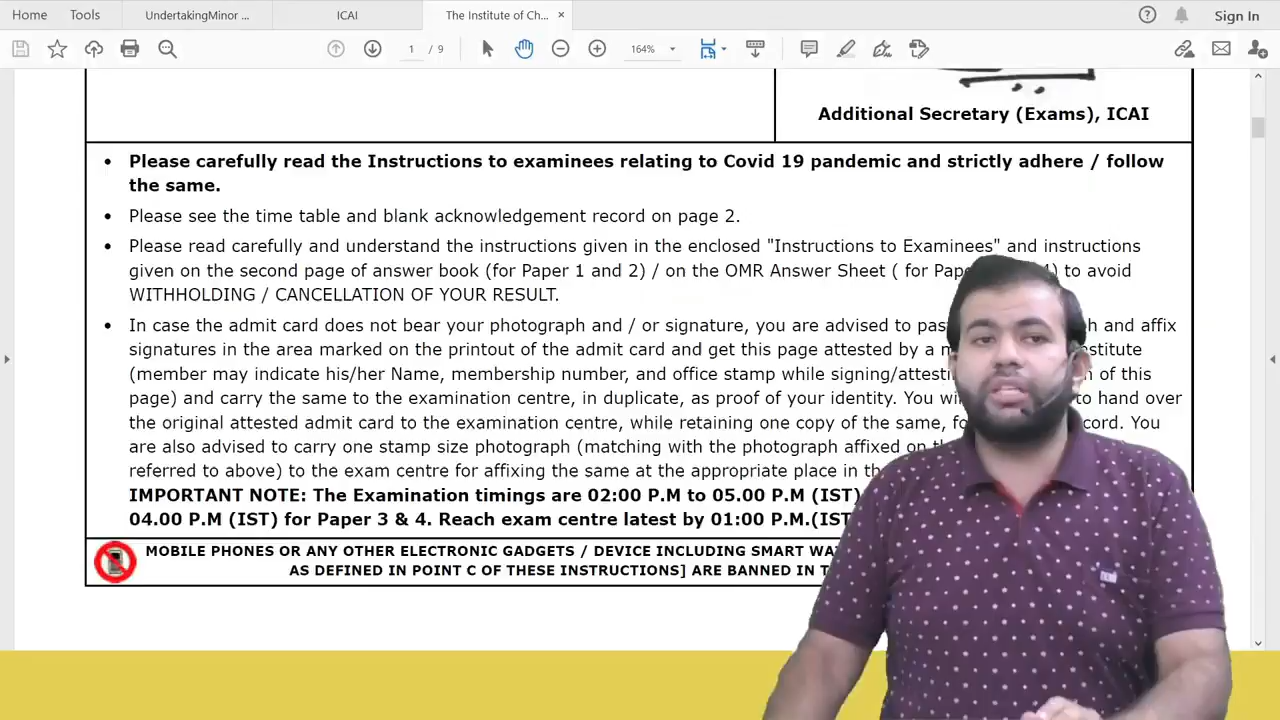 Home Tools UndertakingMinor ... ICAI The Institute of Ch... × Sign In
1 / 9 164%
Additional Secretary (Exams), ICAI
• Please carefully read the Instructions to examinees relating to Covid 19 pandemic and strictly adhere / follow
the same.
• Please see the time table and blank acknowledgement record on page 2.
• Please read carefully and understand the instructions given in the enclosed "Instructions to Examinees" and instructions
given on the second page of answer book (for Paper 1 and 2) / on the OMR Answer Sheet ( for to avoid
WITHHOLDING / CANCELLATION OF YOUR RESULT.
• In case the admit card does not bear your photograph and / or signature, you are advised to and affix
signatures in the area marked on the printout of the admit card and get this page attested by a
(member may indicate his/her Name, membership number, and office stamp while of this
page) and carry the same to the examination centre, in duplicate, as proof of your identity. You to hand over
the original attested admit card to the examination centre, while retaining one copy of the same, You
are also advised to carry one stamp size photograph (matching with the photograph affixed on
referred to above) to the exam centre for affixing the same at the appropriate place in
IMPORTANT NOTE: The Examination timings are 02:00 P.M to 05.00 P.M (IST)
04.00 P.M (IST) for Paper 3 & 4. Reach exam centre latest by 01:00 P.M.
MOBILE PHONES OR ANY OTHER ELECTRONIC GADGETS / DEVICE INCLUDING SMART
AS DEFINED IN POINT C OF THESE INSTRUCTIONS] ARE BANNED IN